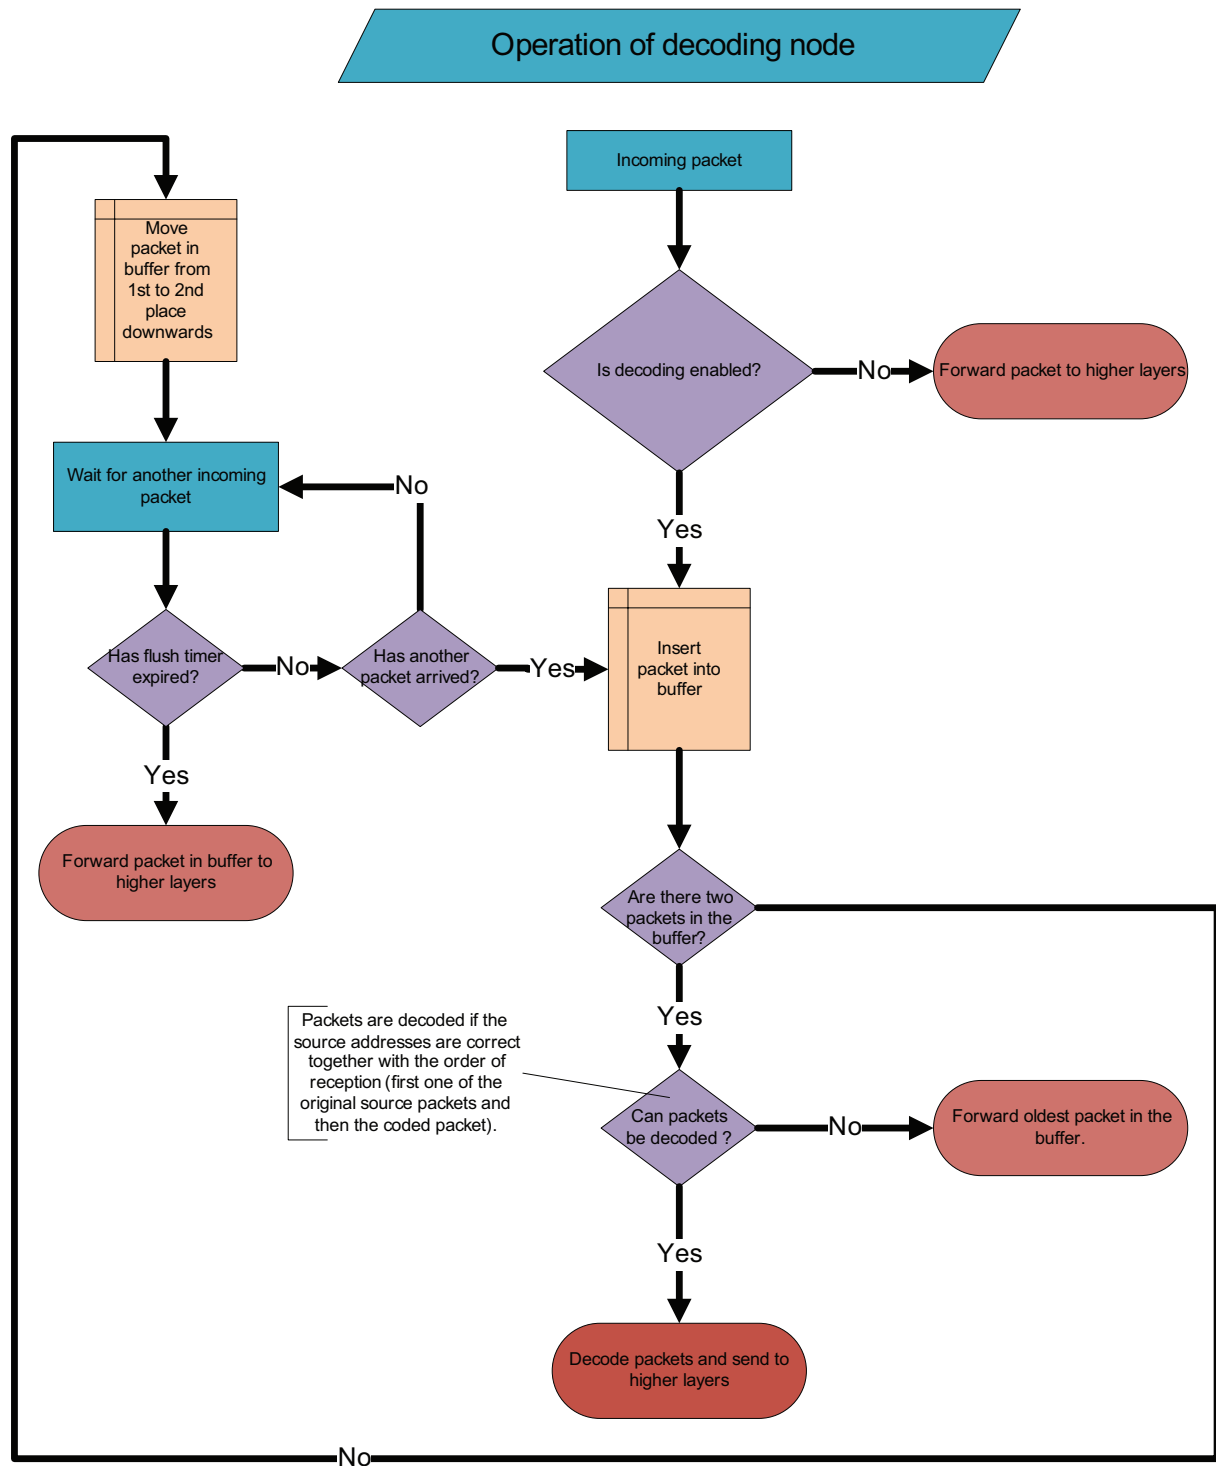 Operation of decoding node
Incoming packet
Move
packet in
buffer from
1st to 2nd
place
downwards
Is decoding enabled?
No
Forward packet to higher layers
Wait for another incoming
packet
No
Yes
Has flush timer
expired?
No
Has another
packet arrived?
Yes
Insert
packet into
buffer
Yes
Forward packet in buffer to
higher layers
Are there two
packets in the
buffer?
Yes
Packets are decoded if the
source addresses are correct
together with the order of
reception (first one of the
original source packets and
then the coded packet).
Can packets
be decoded ?
No
Forward oldest packet in the
buffer.
Yes
Decode packets and send to
higher layers
No